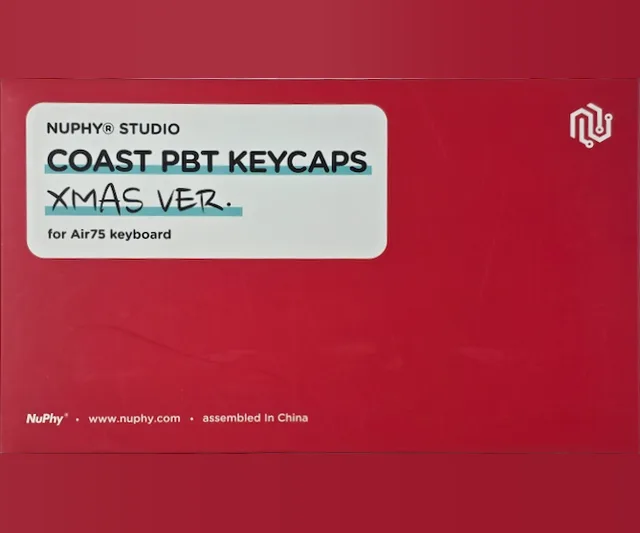 NUPHY® STUDIO
COAST PBT KEYCAPS
XMAS VER.
for Air75 keyboard
NuPhy® • www.nuphy.com • assembled In China